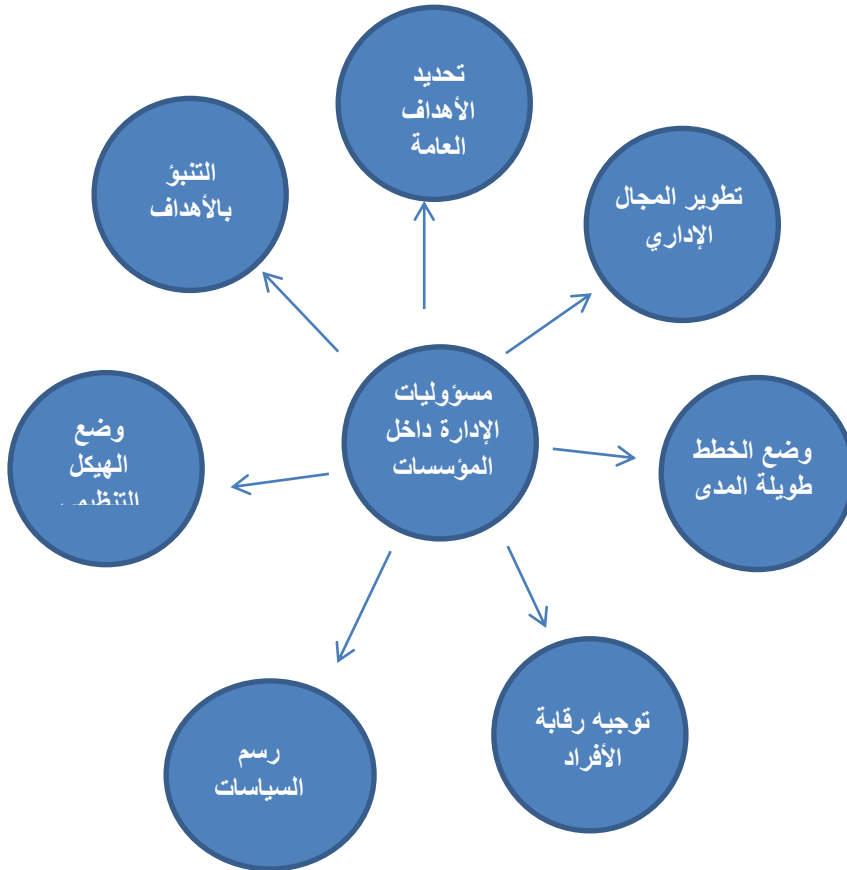 تحديد
الأهداف
العامة
تطوير المجال
الإداري
التنبؤ
بالأهداف
مسؤوليات
الإدارة داخل
المؤسسات
وضع الخطط
طويلة المدى
وضع
الهيكل
توجيه رقابة
الأفراد
رسم
السياسات